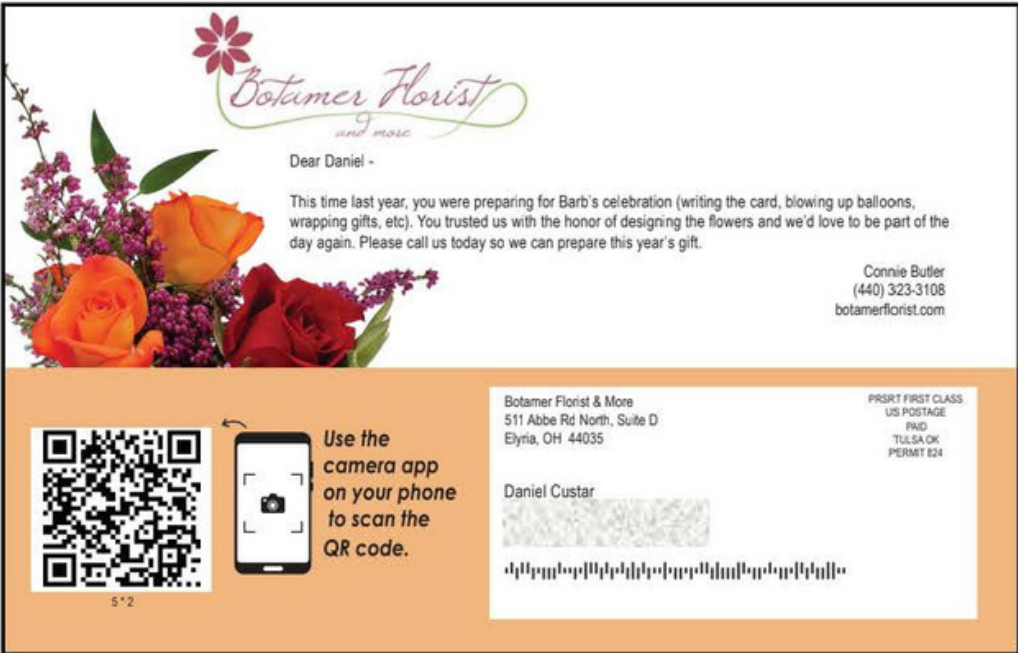 Botamer Florist
and more
Dear Daniel -
This time last year, you were preparing for Barb's celebration (writing the card, blowing up balloons,
wrapping gifts, etc). You trusted us with the honor of designing the flowers and we'd love to be part of the
day again. Please call us today so we can prepare this year's gift.
Connie Butler
(440) 323-3108
botamerflorist.com
5*2
Use the
camera app
on your phone
to scan the
QR code.
Botamer Florist & More
511 Abbe Rd North, Suite D
Elyria, OH 44035
PRSRT FIRST CLASS
US POSTAGE
PAID
TULSA OK
PERMIT 824
Daniel Custar